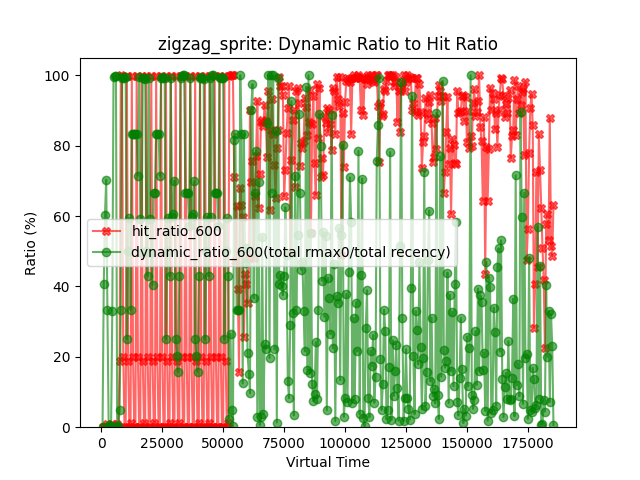 zigzag_sprite: Dynamic Ratio to Hit Ratio
100
80
60
40
20
0
Ratio (%)
hit_ratio_600
dynamic_ratio_600(total rmax0/total recency)
0 25000 50000 75000 100000 125000 150000 175000
Virtual Time